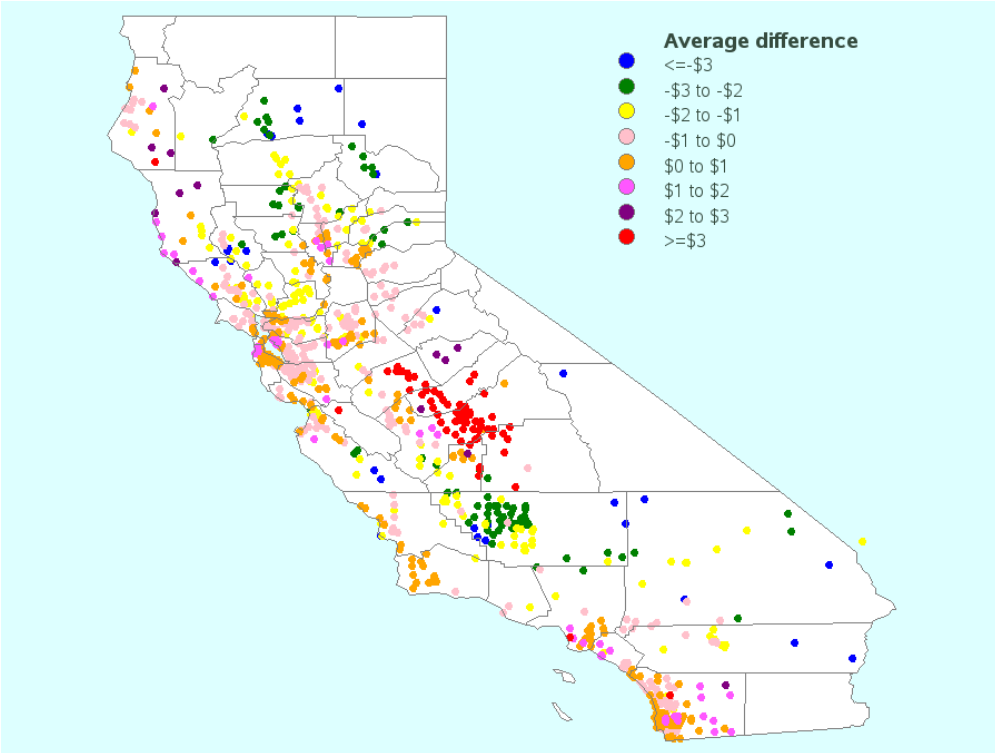 Average difference
<=-$3
-$3 to -$2
-$2 to -$1
-$1 to $0
$0 to $1
$1 to $2
$2 to $3
>=$3